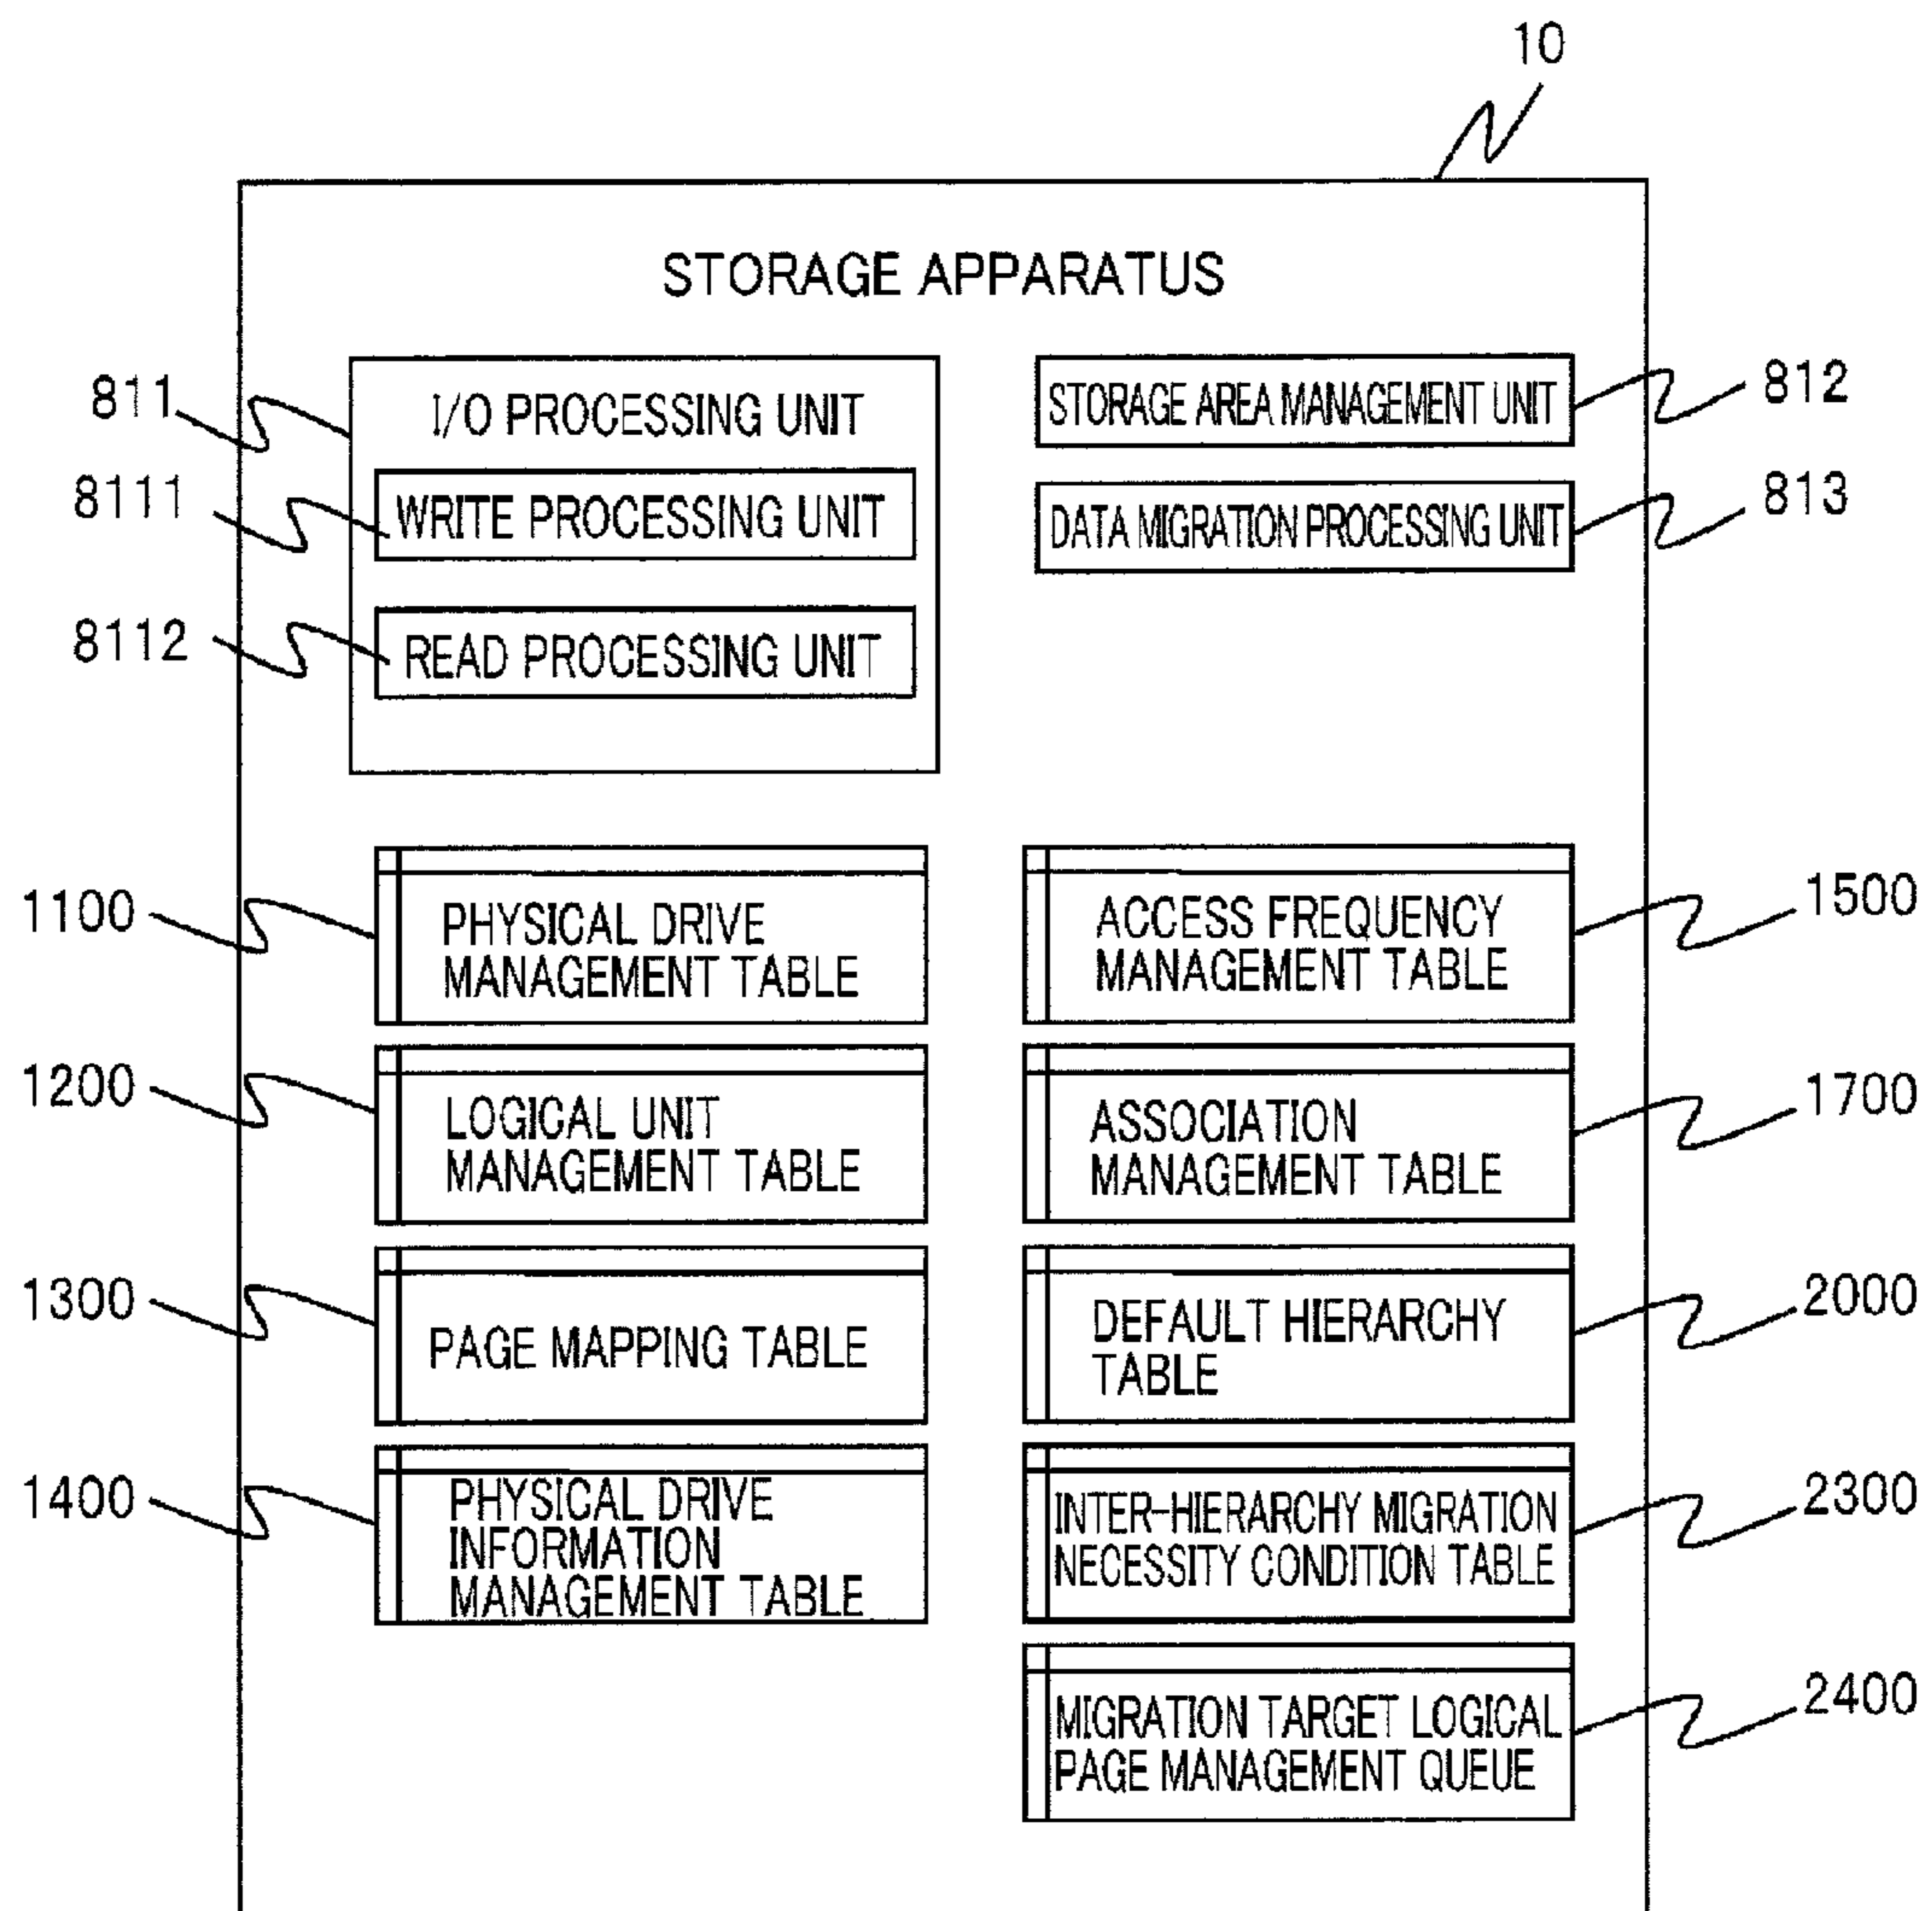 10
STORAGE APPARATUS
811
I/O PROCESSING UNIT
8111
WRITE PROCESSING UNIT
8112
READ PROCESSING UNIT
STORAGE AREA MANAGEMENT UNIT
812
DATA MIGRATION PROCESSING UNIT
813
1100
PHYSICAL DRIVE
MANAGEMENT TABLE
1200
LOGICAL UNIT
MANAGEMENT TABLE
1300
PAGE MAPPING TABLE
1400
PHYSICAL DRIVE
INFORMATION
MANAGEMENT TABLE
ACCESS FREQUENCY
MANAGEMENT TABLE
1500
ASSOCIATION
MANAGEMENT TABLE
1700
DEFAULT HIERARCHY
TABLE
2000
INTER-HIERARCHY MIGRATION
NECESSITY CONDITION TABLE
2300
MIGRATION TARGET LOGICAL
PAGE MANAGEMENT QUEUE
2400